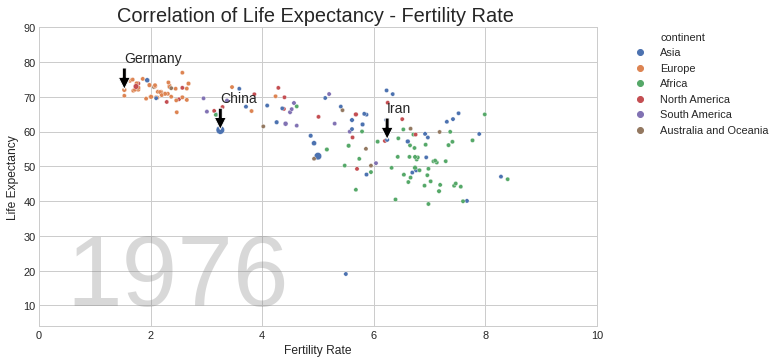 Correlation of Life Expectancy - Fertility Rate
90
80
70
60
50
40
30
20
10
Life Expectancy
0
2
4
6
8
10
Fertility Rate
Germany
China
Iran
1976
continent
Asia
Europe
Africa
North America
South America
Australia and Oceania